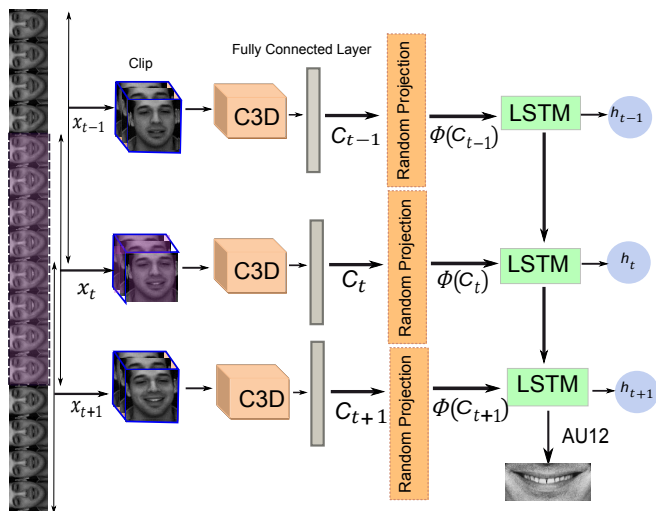 Clip
Fully Connected Layer
x_{t-1}
C3D
C_{t-1}
Random Projection
Φ(C_{t-1})
LSTM
h_{t-1}
x_t
C3D
C_t
Random Projection
Φ(C_t)
LSTM
h_t
x_{t+1}
C3D
C_{t+1}
Random Projection
Φ(C_{t+1})
LSTM
h_{t+1}
AU12